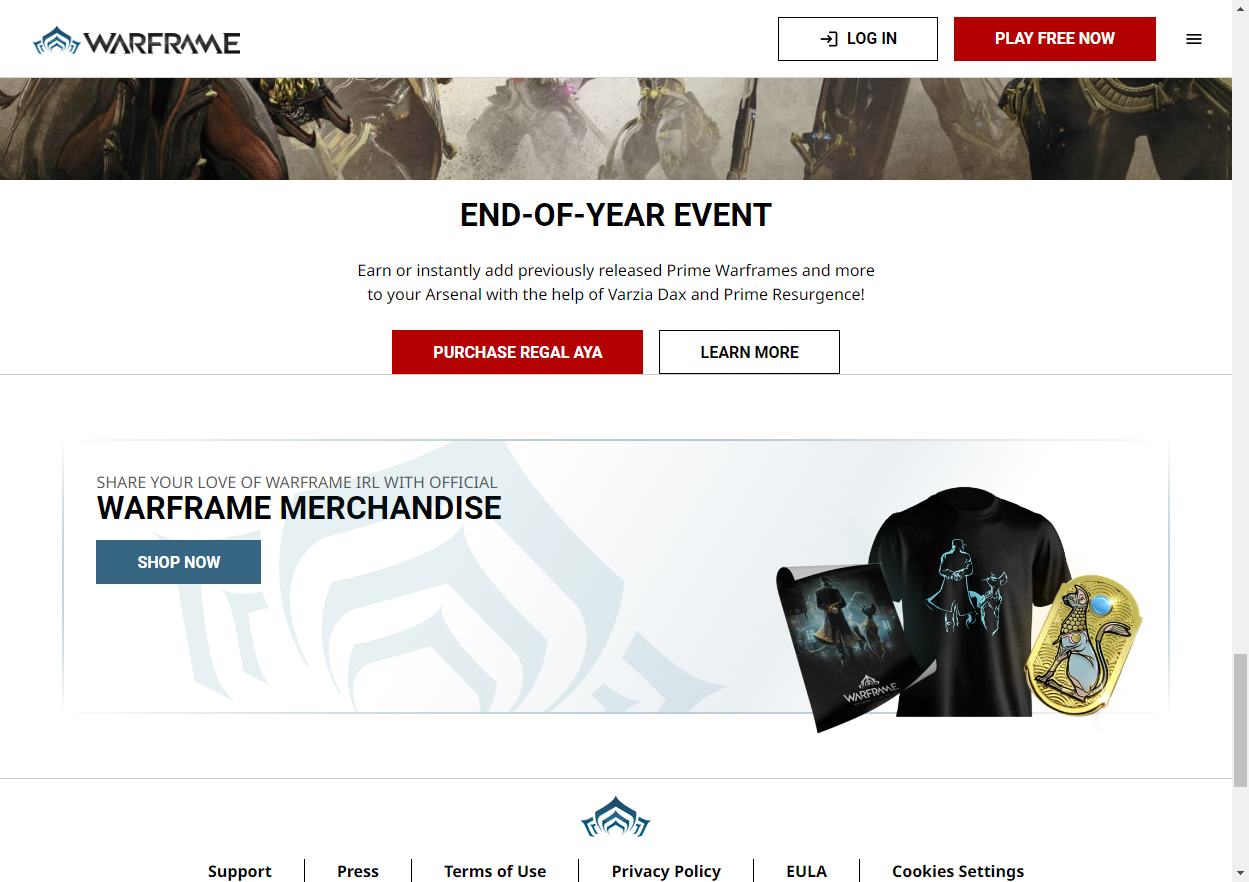 WARFRAME
LOG IN
PLAY FREE NOW
END-OF-YEAR EVENT
Earn or instantly add previously released Prime Warframes and more
to your Arsenal with the help of Varzia Dax and Prime Resurgence!
PURCHASE REGAL AYA
LEARN MORE
SHARE YOUR LOVE OF WARFRAME IRL WITH OFFICIAL
WARFRAME MERCHANDISE
SHOP NOW
WARFRAME
Support
Press
Terms of Use
Privacy Policy
EULA
Cookies Settings